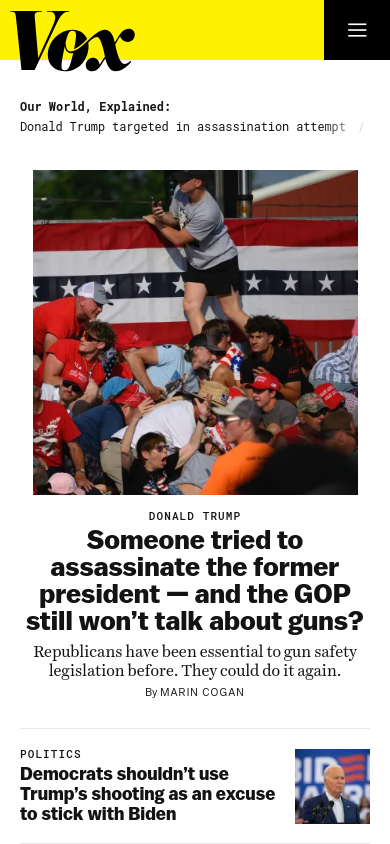 Vox
Our World, Explained:
Donald Trump targeted in assassination attempt /
DONALD TRUMP
Someone tried to
assassinate the former
president — and the GOP
still won’t talk about guns?
Republicans have been essential to gun safety
legislation before. They could do it again.
By MARIN COGAN
POLITICS
Democrats shouldn’t use
Trump’s shooting as an excuse
to stick with Biden